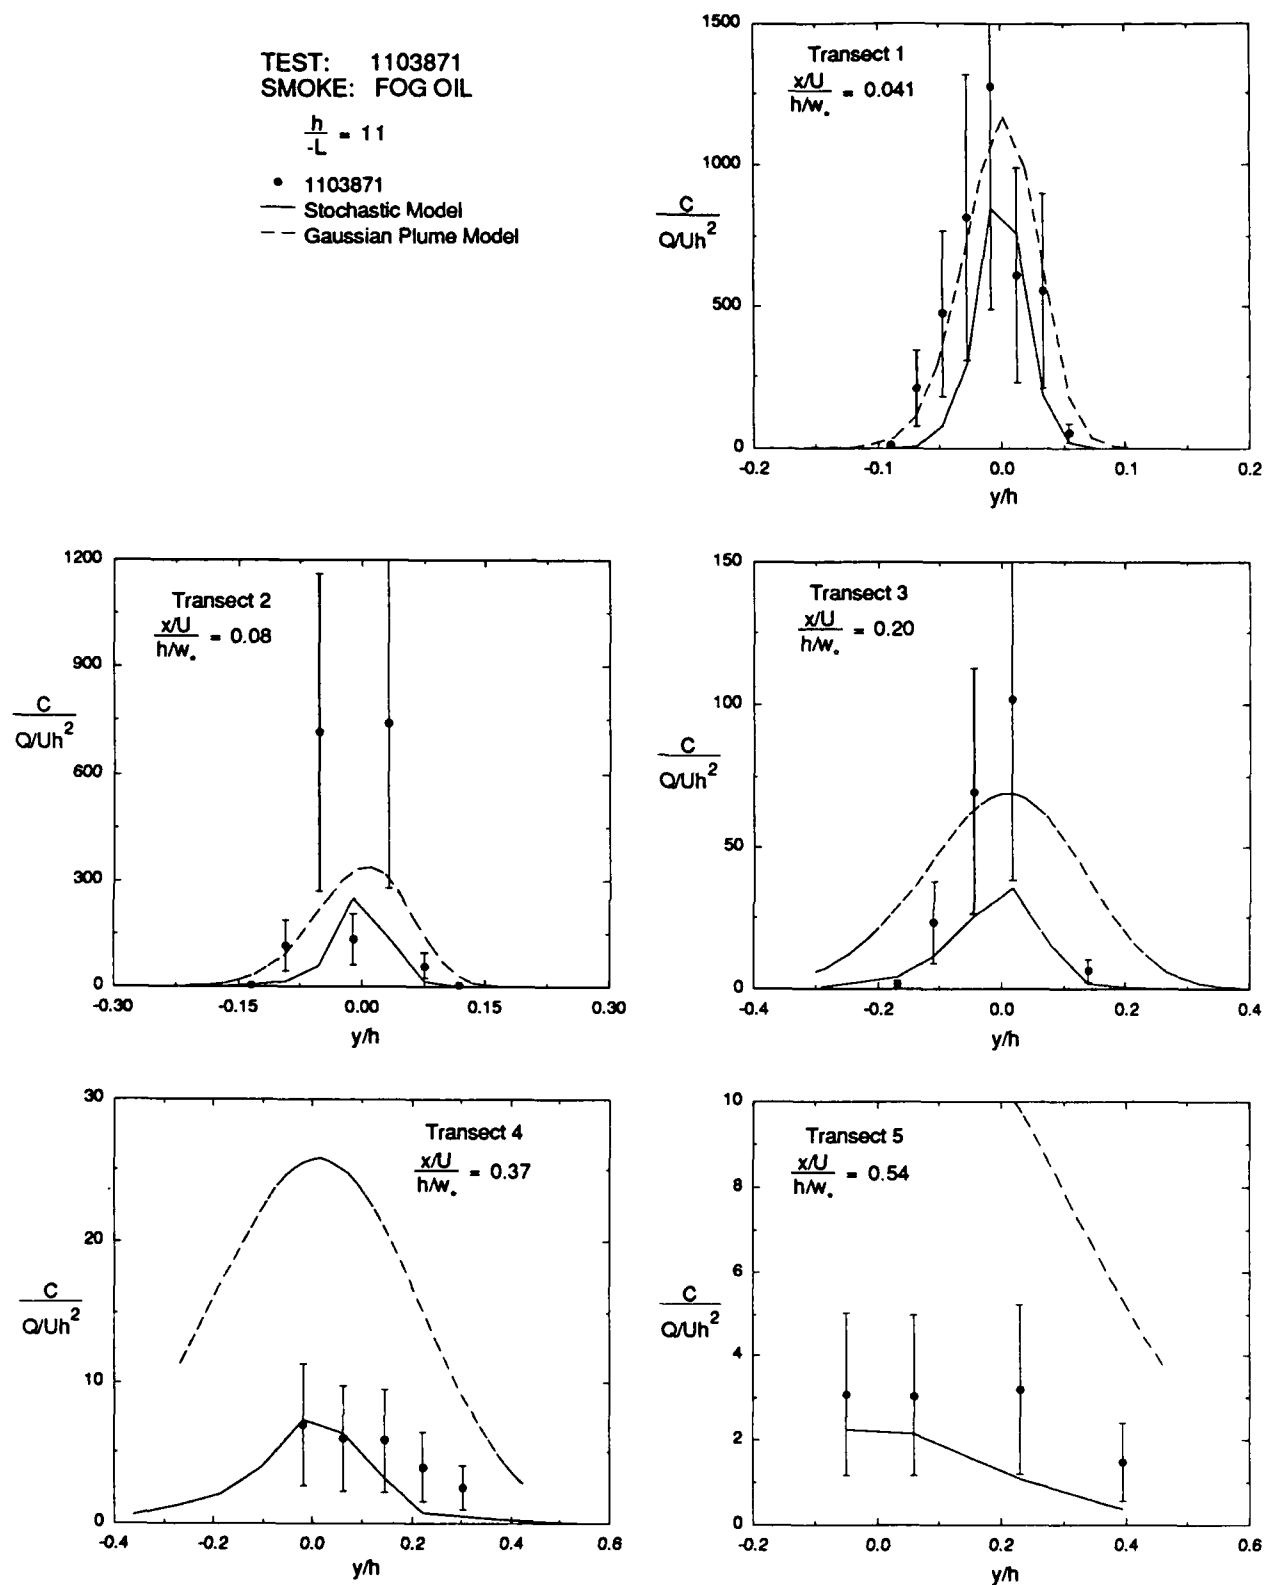 TEST: 1103871
SMOKE: FOG OIL
h
-L
= 11
● 1103871
— Stochastic Model
– – – Gaussian Plume Model
Transect 1
x/U
h/w*
= 0.041
C
Q/Uh²
1500
1000
500
0
-0.2 -0.1 0.0 0.1 0.2
y/h
Transect 2
x/U
h/w*
= 0.08
C
Q/Uh²
1200
900
600
300
0
-0.30 -0.15 0.00 0.15 0.30
y/h
Transect 3
x/U
h/w*
= 0.20
C
Q/Uh²
150
100
50
0
-0.4 -0.2 0.0 0.2 0.4
y/h
Transect 4
x/U
h/w*
= 0.37
C
Q/Uh²
30
20
10
0
-0.4 -0.2 0.0 0.2 0.4 0.6
y/h
Transect 5
x/U
h/w*
= 0.54
C
Q/Uh²
10
8
6
4
2
0
-0.2 0.0 0.2 0.4 0.6
y/h